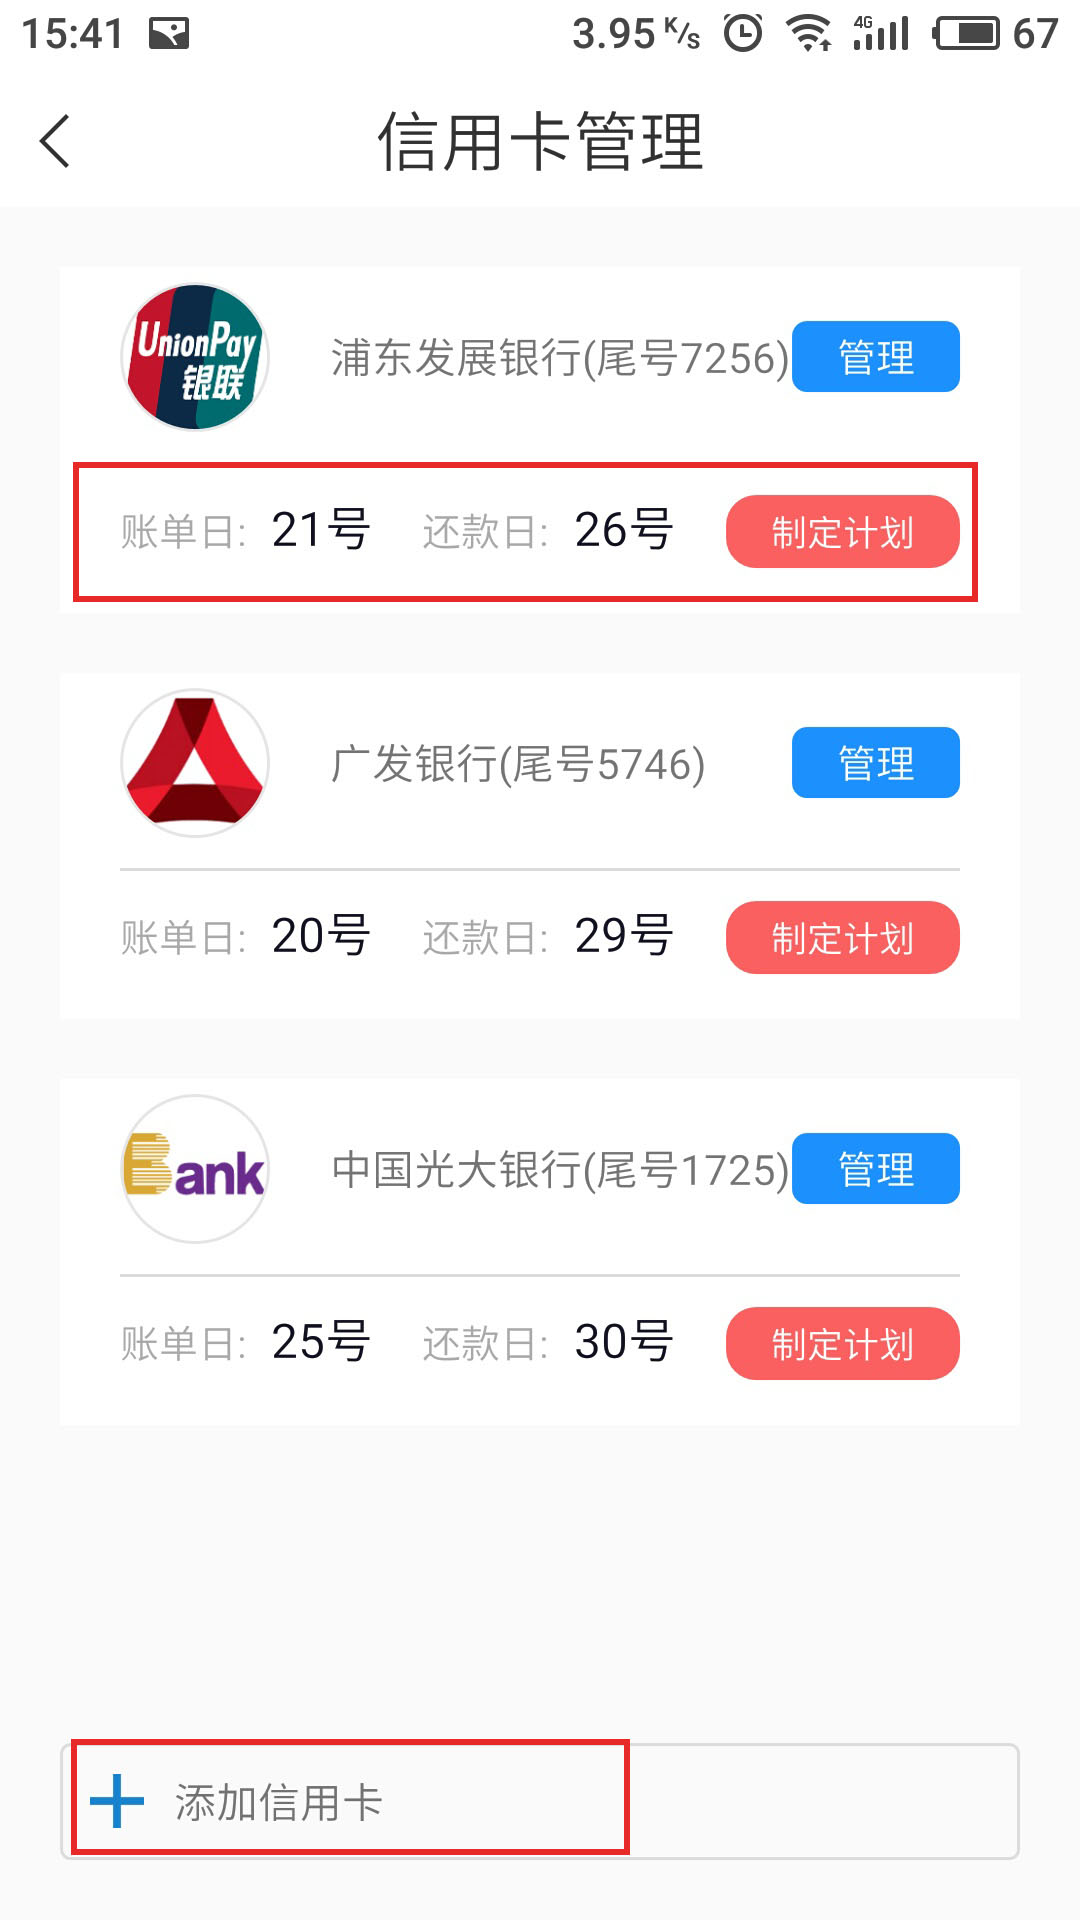 15:41 3.95 K/s 4G 67
信用卡管理
UnionPay
银联
浦东发展银行(尾号7256) 管理
账单日: 21号 还款日: 26号 制定计划
广发银行(尾号5746) 管理
账单日: 20号 还款日: 29号 制定计划
Bank
中国光大银行(尾号1725) 管理
账单日: 25号 还款日: 30号 制定计划
添加信用卡